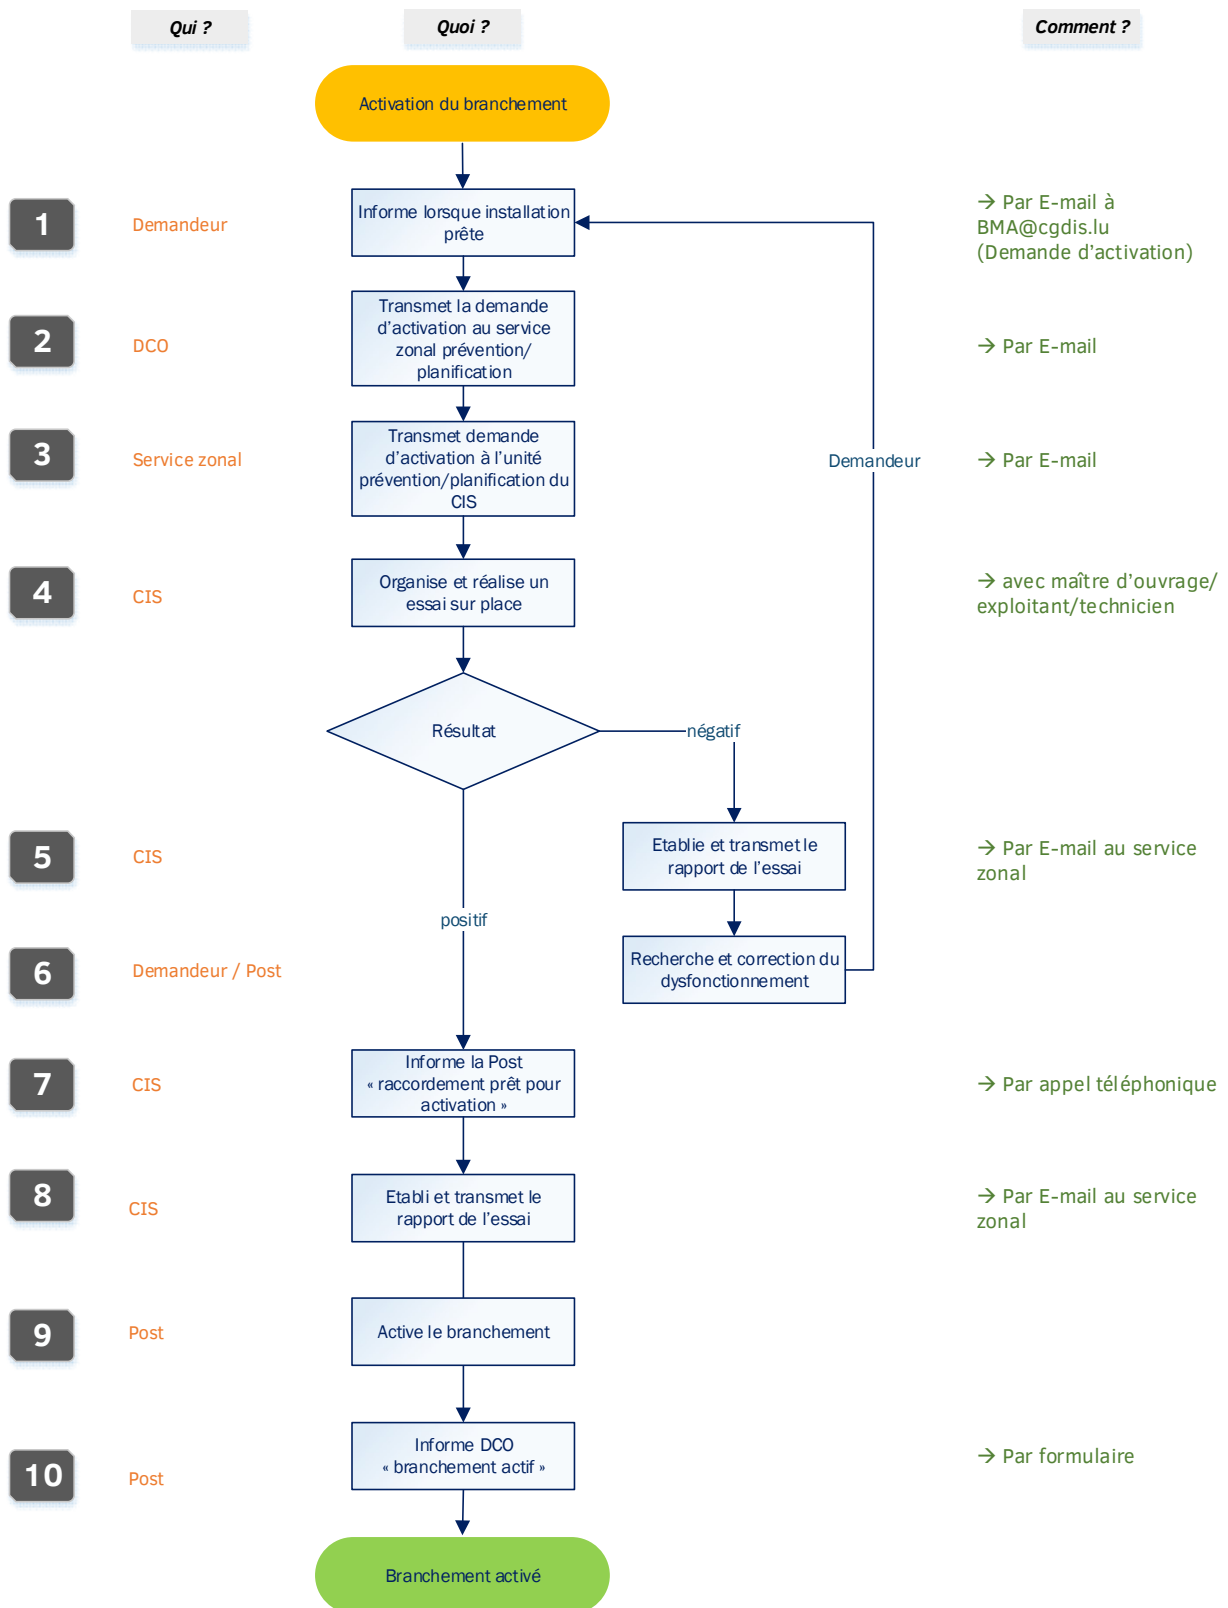 Qui ?
Quoi ?
Comment ?
Activation du branchement
1
Demandeur
Informe lorsque installation
prête
→ Par E-mail à
BMA@cgdis.lu
(Demande d’activation)
2
DCO
Transmet la demande
d’activation au service
zonal prévention/
planification
→ Par E-mail
3
Service zonal
Transmet demande
d’activation à l’unité
prévention/planification du
CIS
Demandeur
→ Par E-mail
4
CIS
Organise et réalise un
essai sur place
→ avec maître d’ouvrage/
exploitant/technicien
Résultat
négatif
5
CIS
Etablie et transmet le
rapport de l’essai
→ Par E-mail au service
zonal
positif
6
Demandeur / Post
Recherche et correction du
dysfonctionnement
7
CIS
Informe la Post
« raccordement prêt pour
activation »
→ Par appel téléphonique
8
CIS
Etabli et transmet le
rapport de l’essai
→ Par E-mail au service
zonal
9
Post
Active le branchement
10
Post
Informe DCO
« branchement actif »
→ Par formulaire
Branchement activé